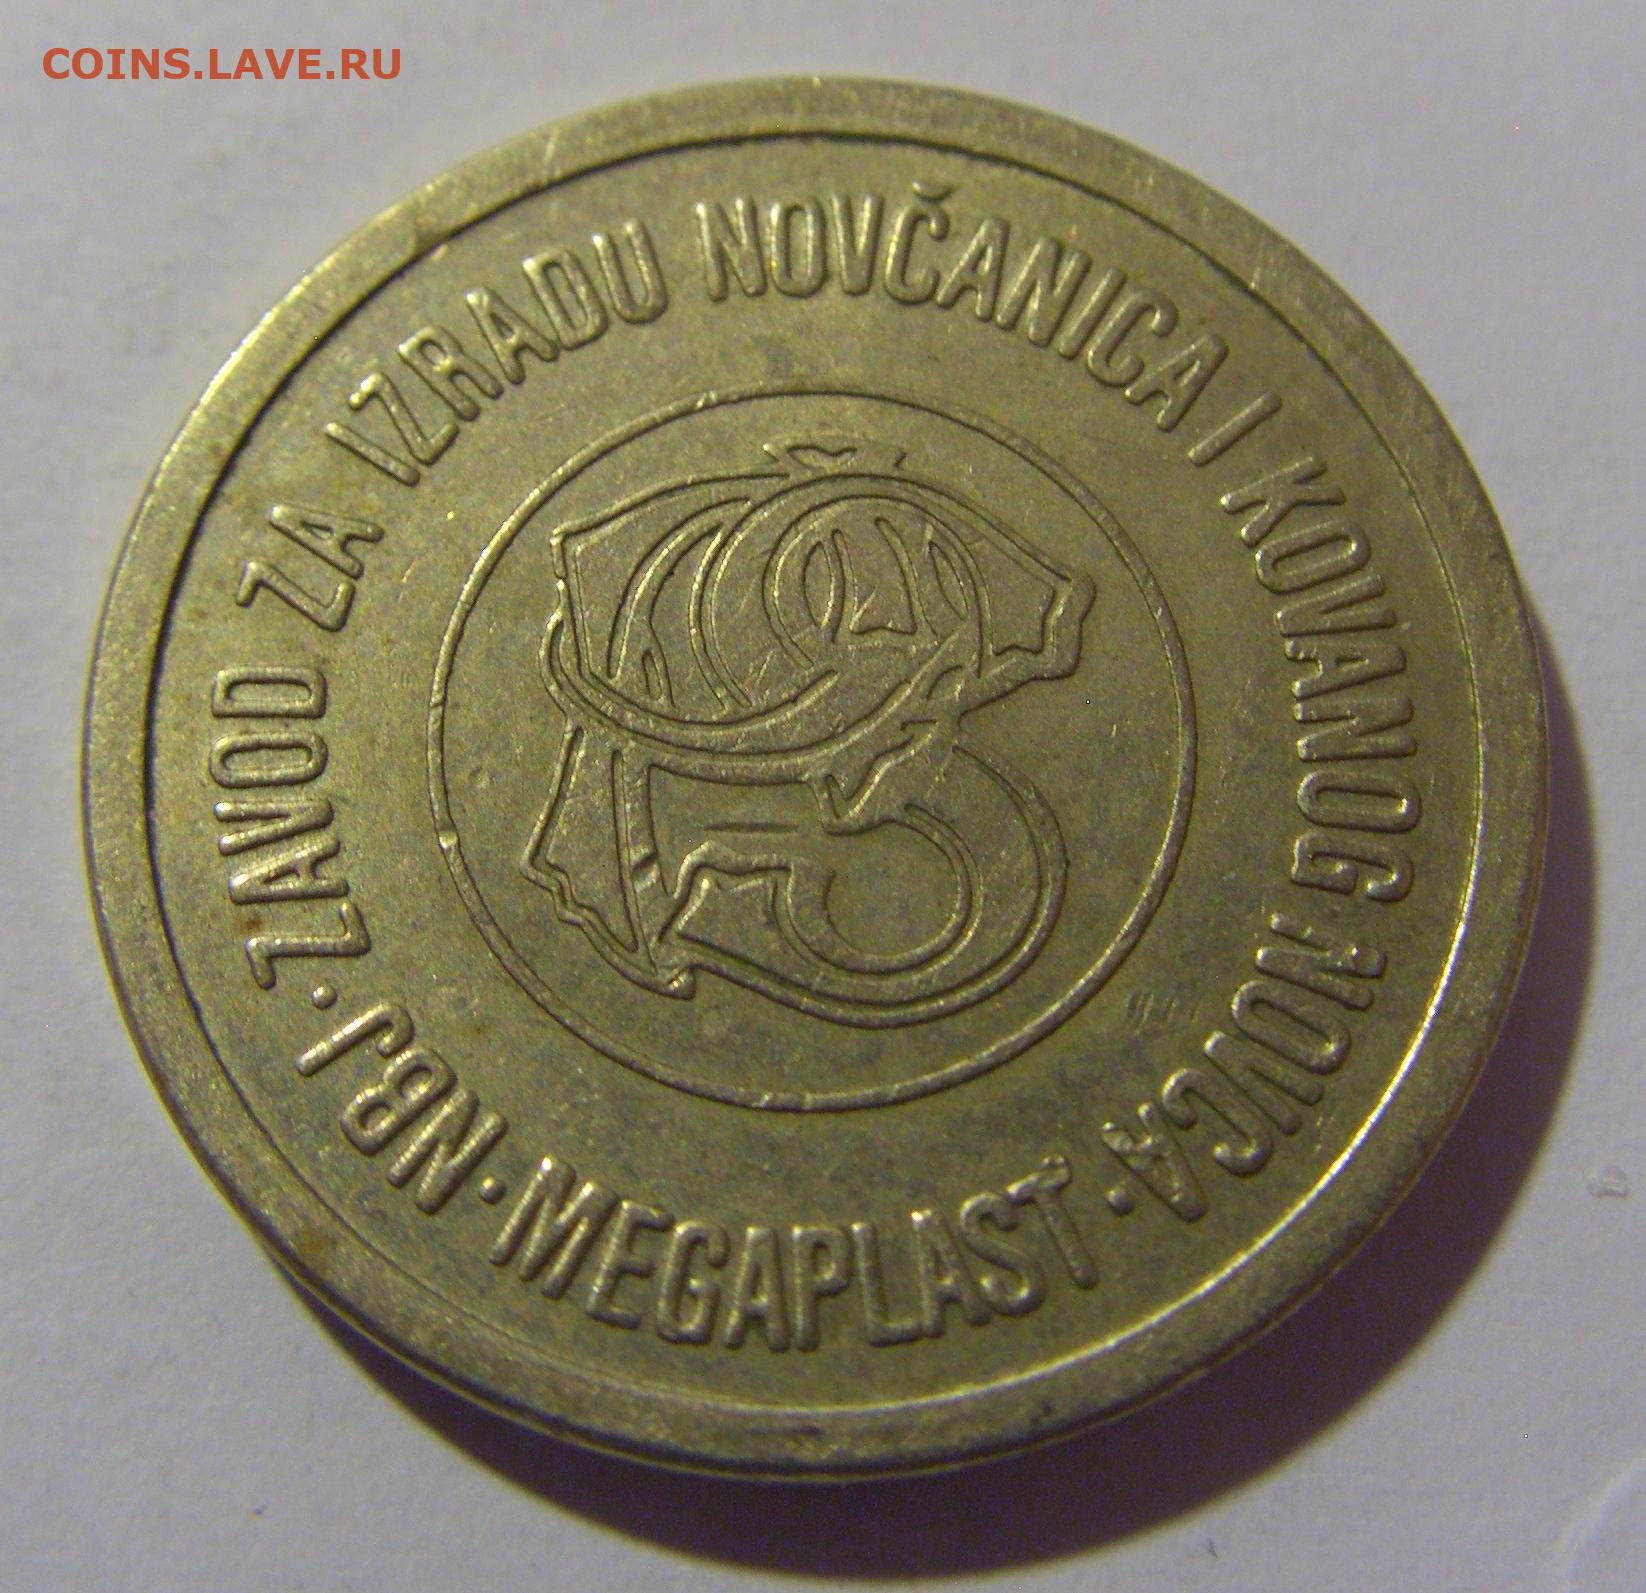 COINS.LAVE.RU
ZAVOD ZA IZRADU NOVČANICA I KOVANOG NOVCA · MEGAPLAST · NBJ ·